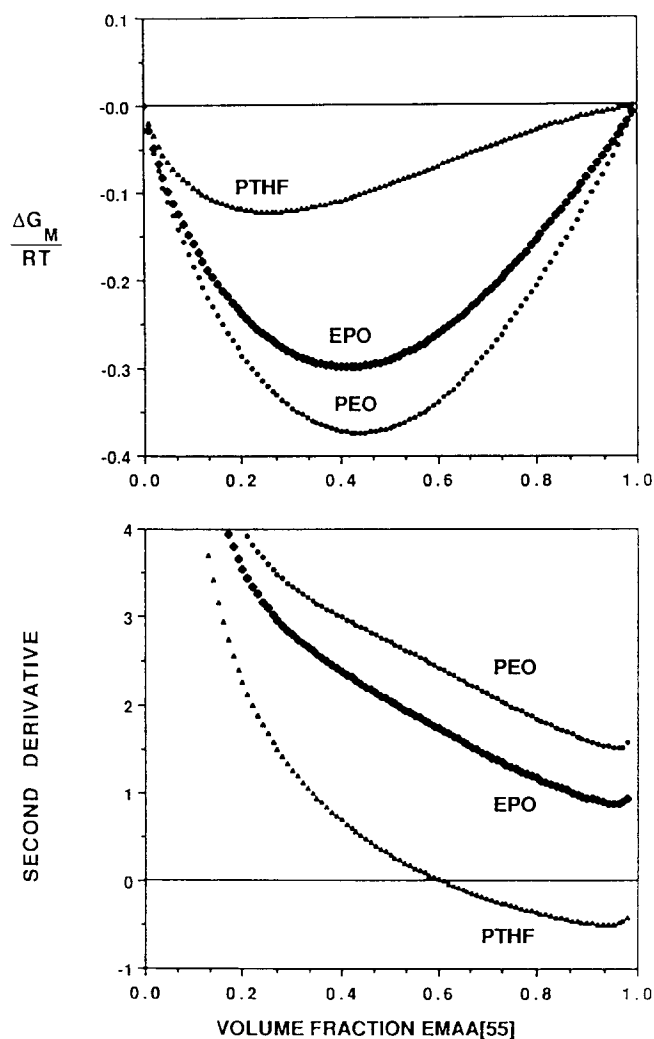 0.1
-0.0
PTHF
-0.1
ΔG_M
RT
-0.2
EPO
-0.3
PEO
-0.4
0.0 0.2 0.4 0.6 0.8 1.0
4
3
PEO
2
SECOND DERIVATIVE
1
EPO
0
PTHF
-1
0.0 0.2 0.4 0.6 0.8 1.0
VOLUME FRACTION EMAA[55]